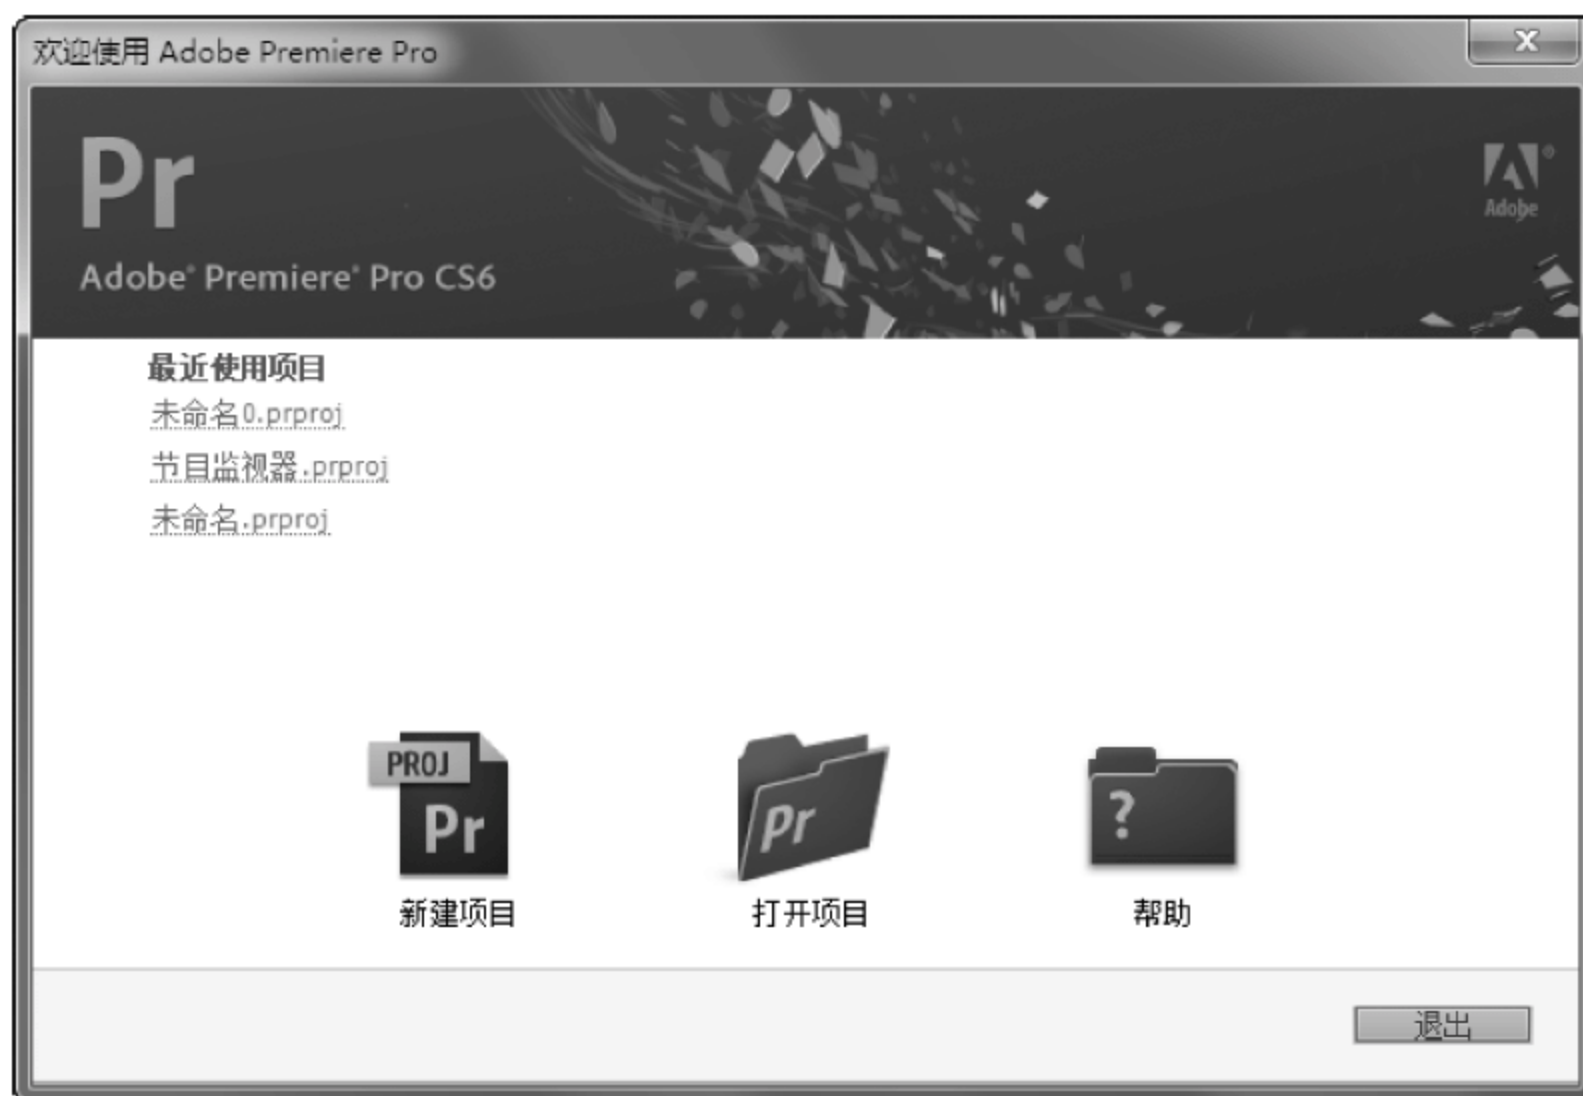 欢迎使用 Adobe Premiere Pro
X
Pr
Adobe® Premiere® Pro CS6
Adobe®
最近使用项目
未命名0.prproj
节目监视器.prproj
未命名.prproj
PROJ
Pr
Pr
?
新建项目
打开项目
帮助
退出